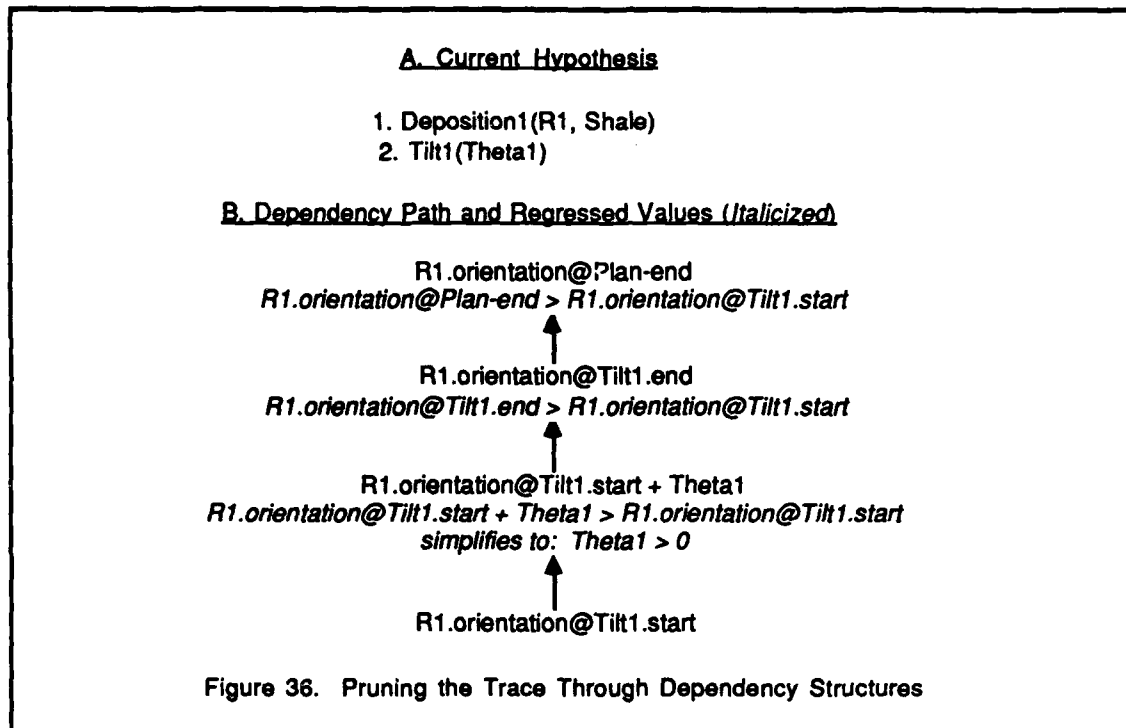 A. Current Hypothesis
1. Deposition1(R1, Shale)
2. Tilt1(Theta1)
B. Dependency Path and Regressed Values (Italicized)
R1.orientation@Plan-end
R1.orientation@Plan-end > R1.orientation@Tilt1.start
R1.orientation@Tilt1.end
R1.orientation@Tilt1.end > R1.orientation@Tilt1.start
R1.orientation@Tilt1.start + Theta1
R1.orientation@Tilt1.start + Theta1 > R1.orientation@Tilt1.start
simplifies to: Theta1 > 0
R1.orientation@Tilt1.start
Figure 36. Pruning the Trace Through Dependency Structures